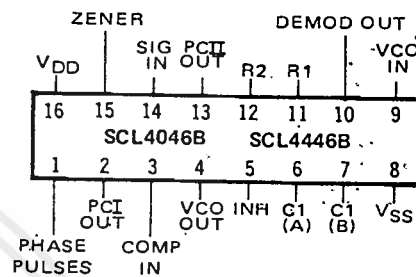 ZENER DEMOD OUT
SIG PCII VCO
VDD IN OUT R2 R1 IN
16 15 14 13 12 11 10 9
SCL4046B SCL4446B
1 2 3 4 5 6 7 8
PCI VCO INH C1 C1 VSS
OUT OUT (A) (B)
PHASE COMP
PULSES IN